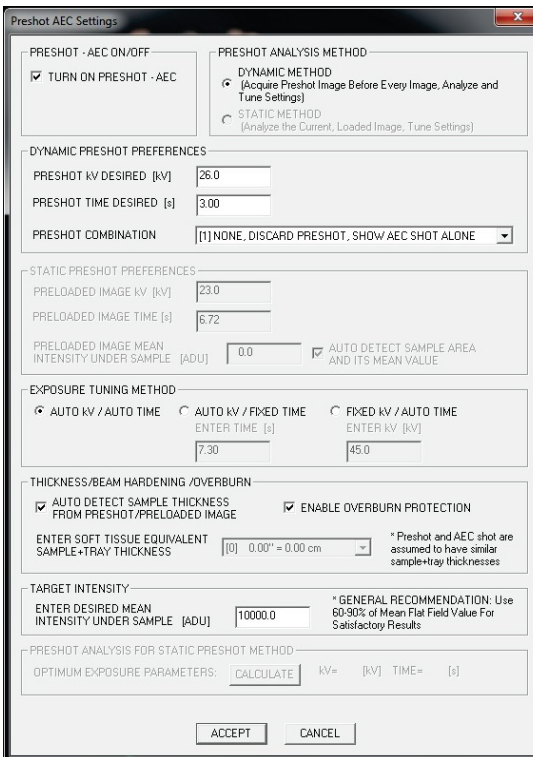 Preshot AEC Settings
PRESHOT - AEC ON/OFF
TURN ON PRESHOT - AEC
PRESHOT ANALYSIS METHOD
DYNAMIC METHOD
(Acquire Preshot Image Before Every Image, Analyze and
Tune Settings)
STATIC METHOD
(Analyze the Current, Loaded Image, Tune Settings)
DYNAMIC PRESHOT PREFERENCES
PRESHOT kV DESIRED [kV]
26.0
PRESHOT TIME DESIRED [s]
3.00
PRESHOT COMBINATION
[1] NONE, DISCARD PRESHOT, SHOW AEC SHOT ALONE
STATIC PRESHOT PREFERENCES
PRELOADED IMAGE kV [kV]
23.0
PRELOADED IMAGE TIME [s]
6.72
PRELOADED IMAGE MEAN
INTENSITY UNDER SAMPLE [ADU]
0.0
AUTO DETECT SAMPLE AREA
AND ITS MEAN VALUE
EXPOSURE TUNING METHOD
AUTO kV / AUTO TIME
AUTO kV / FIXED TIME
ENTER TIME [s]
7.30
FIXED kV / AUTO TIME
ENTER kV [kV]
45.0
THICKNESS/BEAM HARDENING /OVERBURN
AUTO DETECT SAMPLE THICKNESS
FROM PRESHOT/PRELOADED IMAGE
ENABLE OVERBURN PROTECTION
ENTER SOFT TISSUE EQUIVALENT
SAMPLE+TRAY THICKNESS
[0] 0.00" = 0.00 cm
* Preshot and AEC shot are
assumed to have similar
sample+tray thicknesses
TARGET INTENSITY
ENTER DESIRED MEAN
INTENSITY UNDER SAMPLE [ADU]
10000.0
* GENERAL RECOMMENDATION: Use
60-90% of Mean Flat Field Value For
Satisfactory Results
PRESHOT ANALYSIS FOR STATIC PRESHOT METHOD
OPTIMUM EXPOSURE PARAMETERS:
CALCULATE
kV= [kV] TIME= [s]
ACCEPT
CANCEL